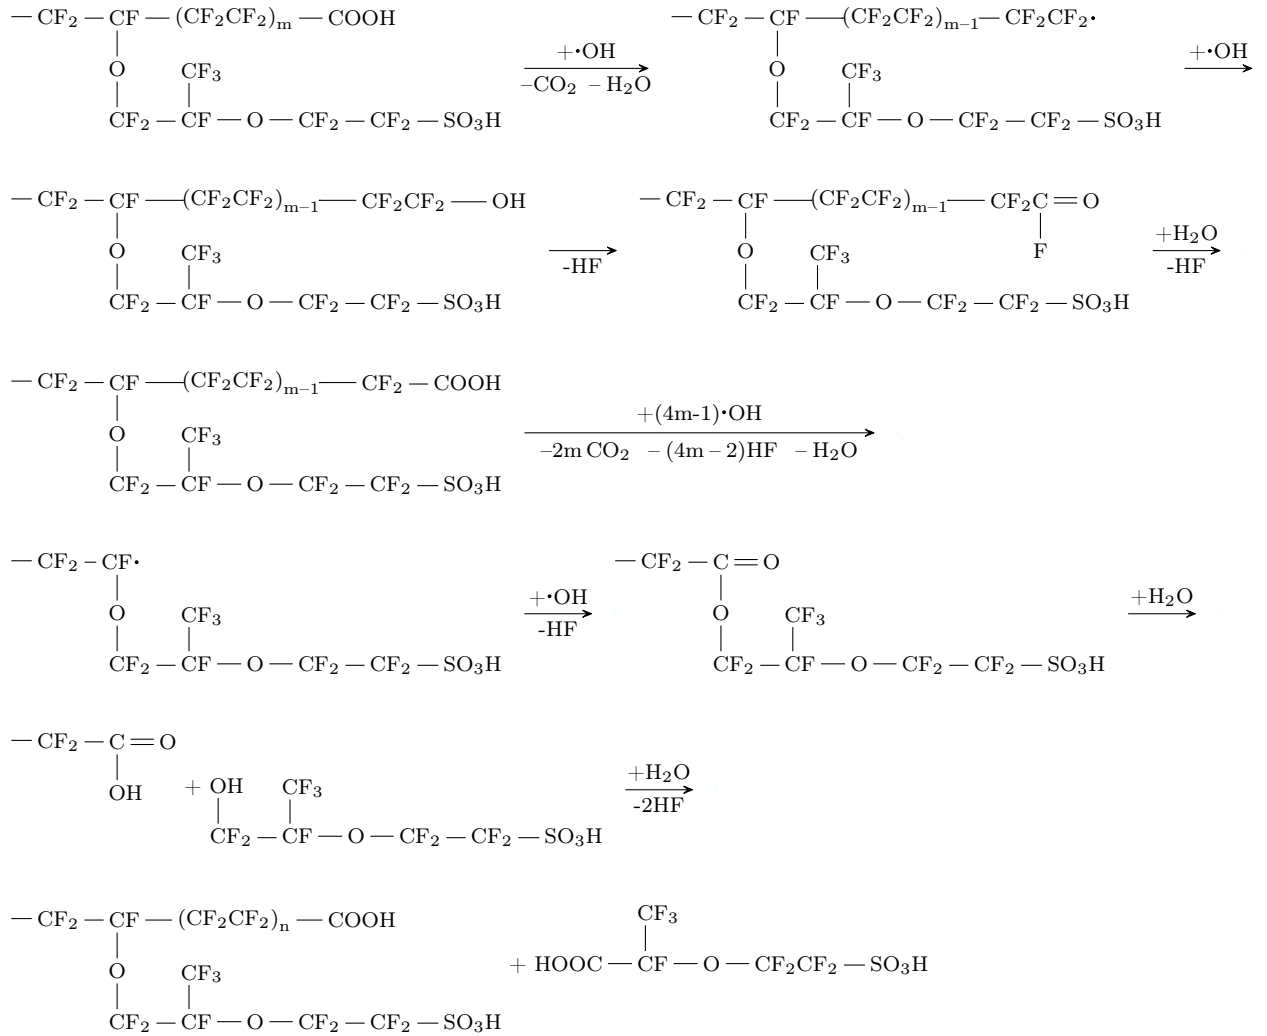 — CF₂ — CF — (CF₂CF₂)ₘ — COOH — CF₂ — CF — (CF₂CF₂)ₘ₋₁ — CF₂CF₂•
+•OH +•OH
O CF₃ O CF₃
–CO₂ – H₂O
CF₂ — CF — O — CF₂ — CF₂ — SO₃H CF₂ — CF — O — CF₂ — CF₂ — SO₃H
— CF₂ — CF — (CF₂CF₂)ₘ₋₁ — CF₂CF₂ — OH — CF₂ — CF — (CF₂CF₂)ₘ₋₁ — CF₂C=O
+H₂O
O CF₃ O CF₃ F
-HF -HF
CF₂ — CF — O — CF₂ — CF₂ — SO₃H CF₂ — CF — O — CF₂ — CF₂ — SO₃H
— CF₂ — CF — (CF₂CF₂)ₘ₋₁ — CF₂ — COOH
+(4m-1)•OH
O CF₃
–2m CO₂ – (4m – 2)HF – H₂O
CF₂ — CF — O — CF₂ — CF₂ — SO₃H
— CF₂ – CF• — CF₂ — C=O
+•OH +H₂O
O CF₃ O CF₃
-HF
CF₂ — CF — O — CF₂ — CF₂ — SO₃H CF₂ — CF — O — CF₂ — CF₂ — SO₃H
— CF₂ — C=O
+H₂O
OH + OH CF₃
-2HF
CF₂ — CF — O — CF₂ — CF₂ — SO₃H
CF₃
— CF₂ — CF — (CF₂CF₂)ₙ — COOH
+ HOOC — CF — O — CF₂CF₂ — SO₃H
O CF₃
CF₂ — CF — O — CF₂ — CF₂ — SO₃H